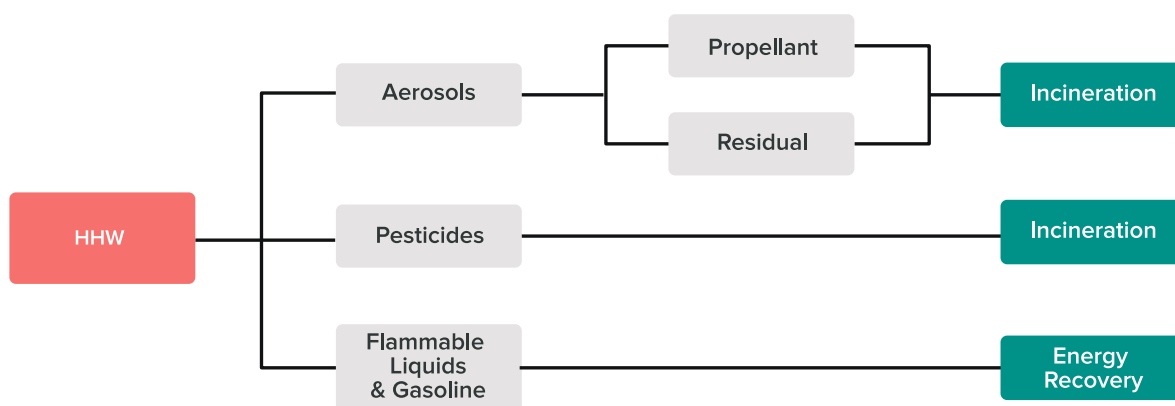 Propellant
Aerosols
Incineration
Residual
HHW
Pesticides
Incineration
Flammable
Liquids
& Gasoline
Energy
Recovery